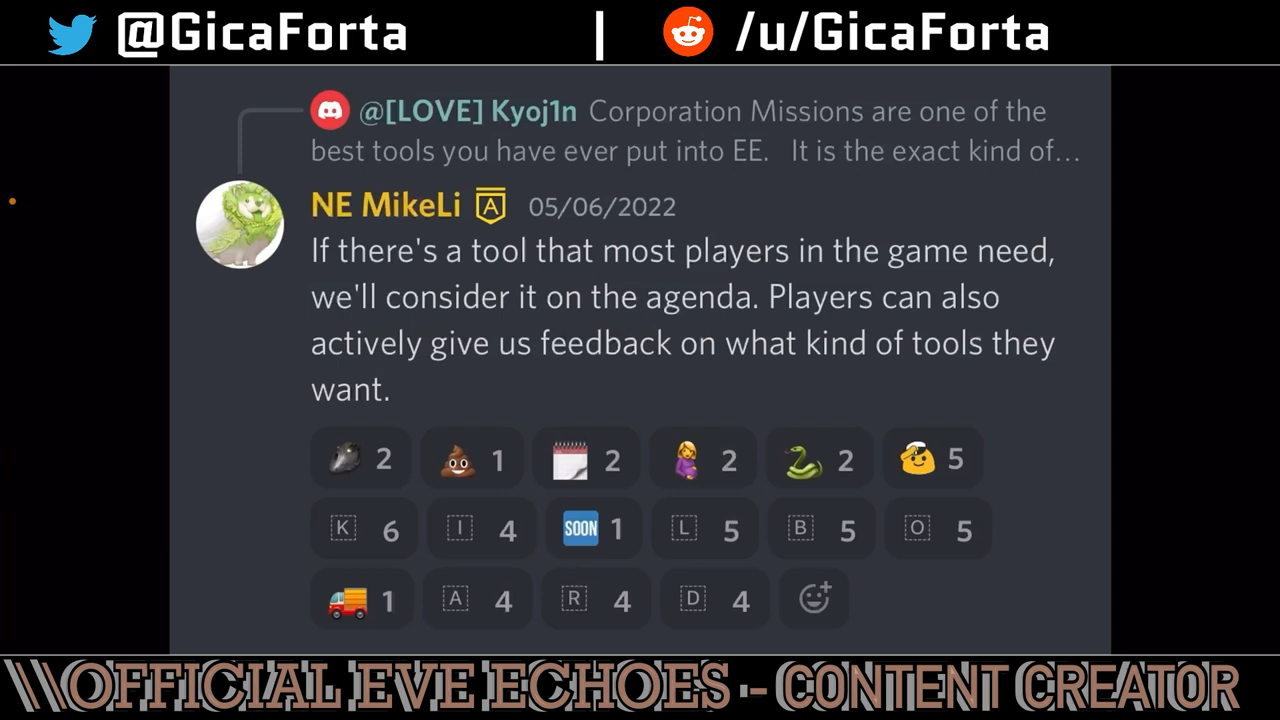 @GicaForta | /u/GicaForta
@[LOVE] Kyoj1n Corporation Missions are one of the
best tools you have ever put into EE. It is the exact kind of...
NE MikeLi A 05/06/2022
If there's a tool that most players in the game need,
we'll consider it on the agenda. Players can also
actively give us feedback on what kind of tools they
want.
2 1 2 2 2 5
K 6 I 4 SOON 1 L 5 B 5 O 5
1 A 4 R 4 D 4
\\OFFICIAL EVE ECHOES - CONTENT CREATOR